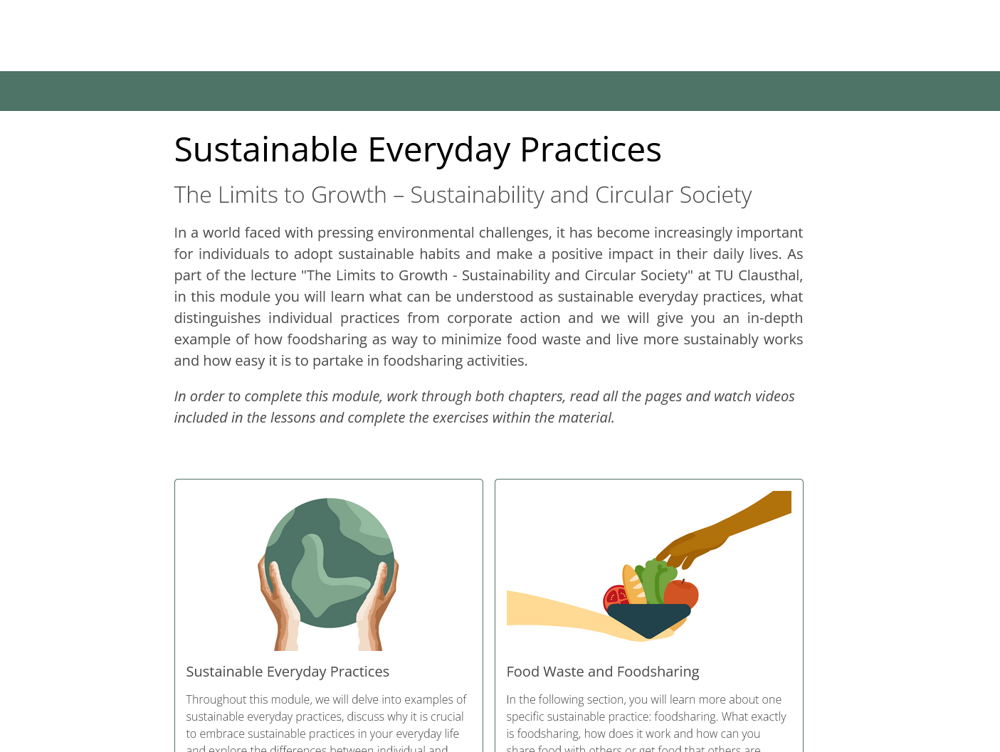 Sustainable Everyday Practices
The Limits to Growth – Sustainability and Circular Society
In a world faced with pressing environmental challenges, it has become increasingly important
for individuals to adopt sustainable habits and make a positive impact in their daily lives. As
part of the lecture "The Limits to Growth - Sustainability and Circular Society" at TU Clausthal,
in this module you will learn what can be understood as sustainable everyday practices, what
distinguishes individual practices from corporate action and we will give you an in-depth
example of how foodsharing as way to minimize food waste and live more sustainably works
and how easy it is to partake in foodsharing activities.
In order to complete this module, work through both chapters, read all the pages and watch videos
included in the lessons and complete the exercises within the material.
Sustainable Everyday Practices
Throughout this module, we will delve into examples of
sustainable everyday practices, discuss why it is crucial
to embrace sustainable practices in your everyday life
and explore the differences between individual and
Food Waste and Foodsharing
In the following section, you will learn more about one
specific sustainable practice: foodsharing. What exactly
is foodsharing, how does it work and how can you
share food with others or get food that others are